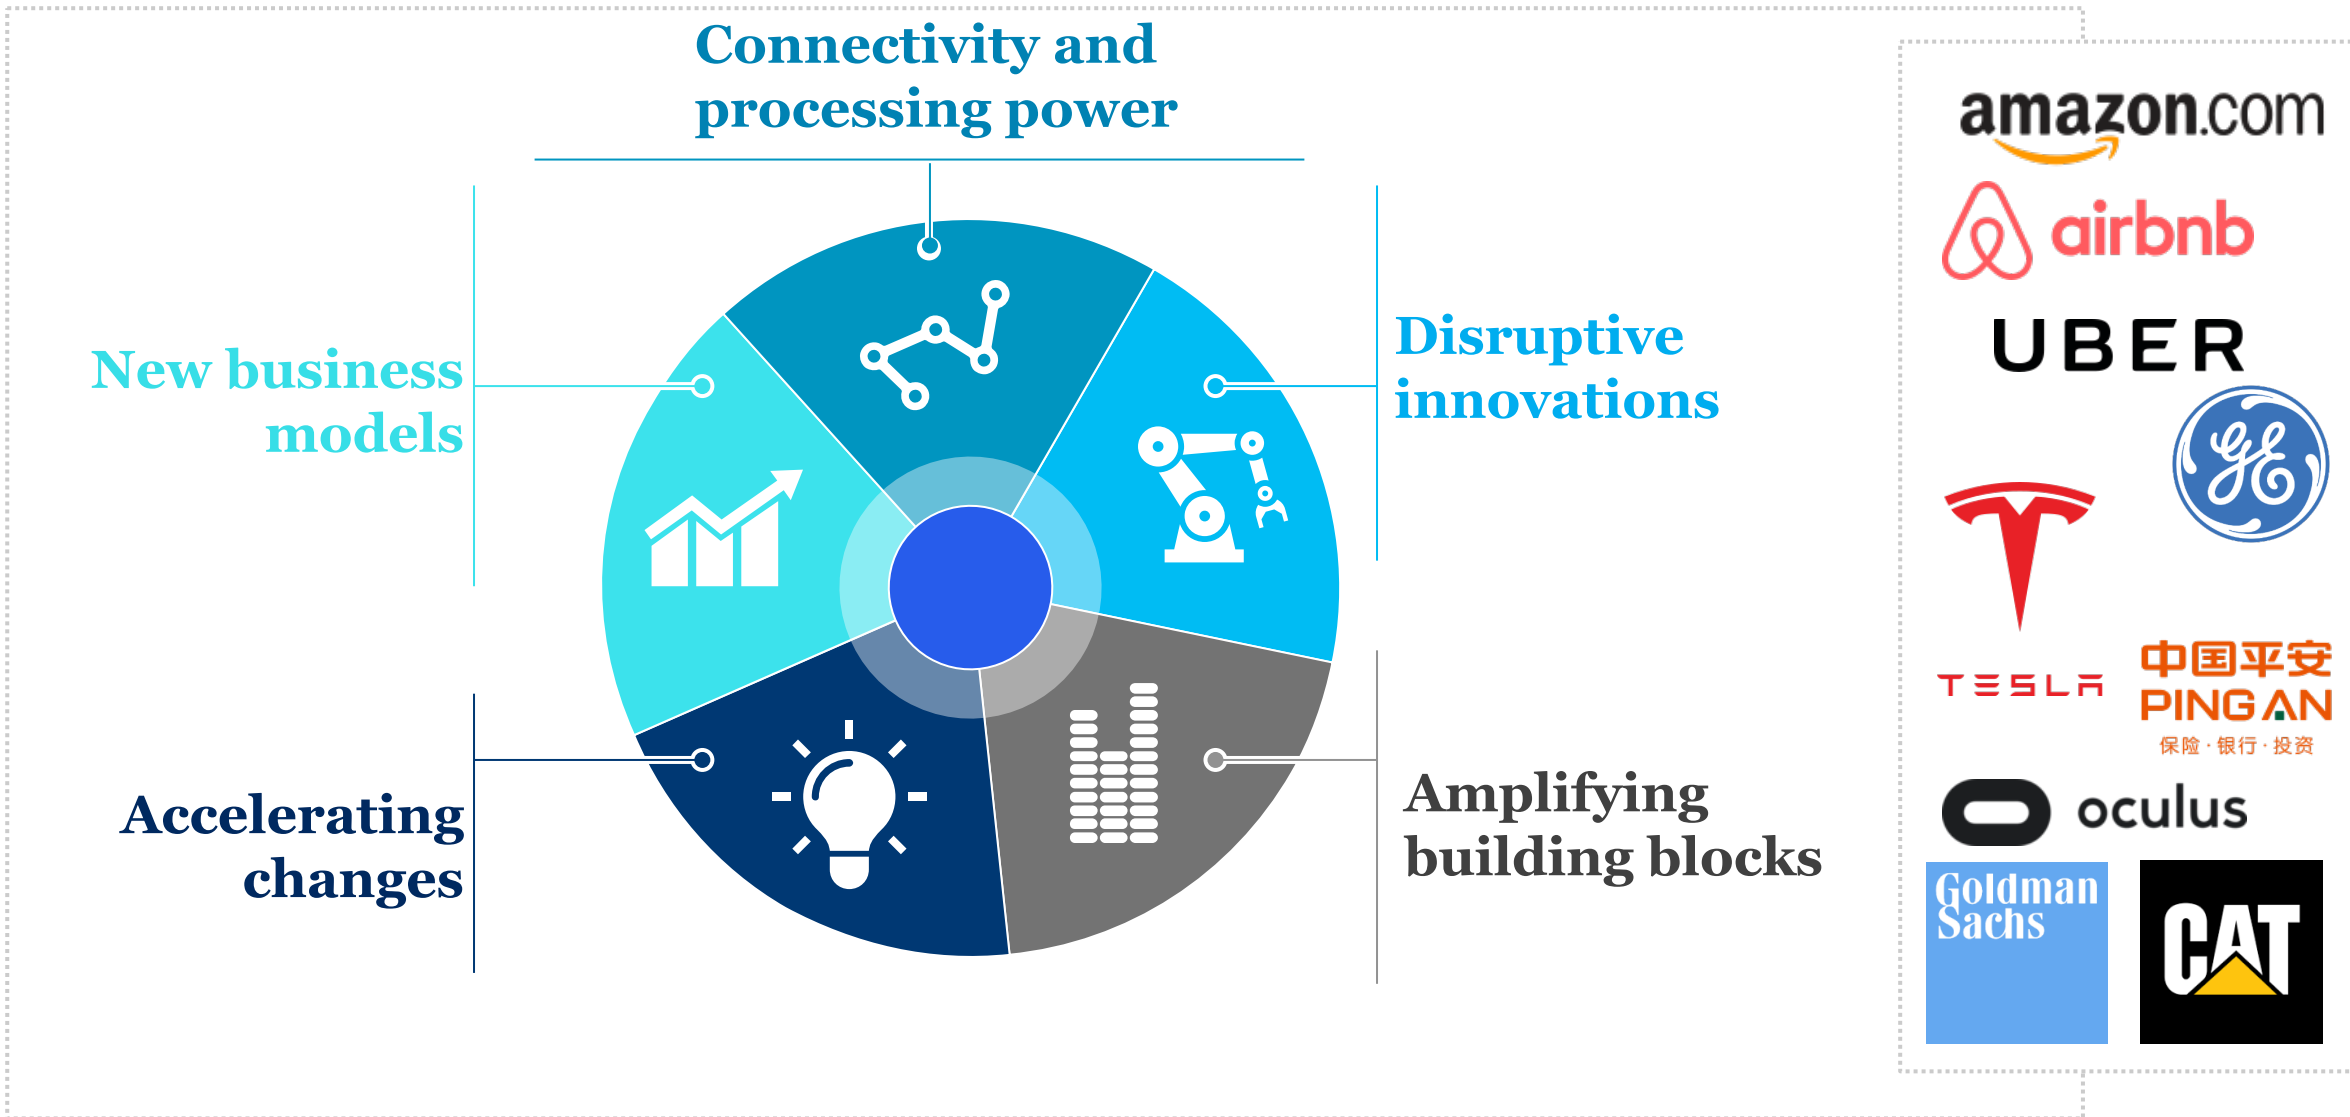 Connectivity and
processing power
New business
models
Disruptive
innovations
Accelerating
changes
Amplifying
building blocks
amazon.com
airbnb
UBER
GE
TESLA
中国平安
PINGAN
保险·银行·投资
oculus
Goldman
Sachs
CAT